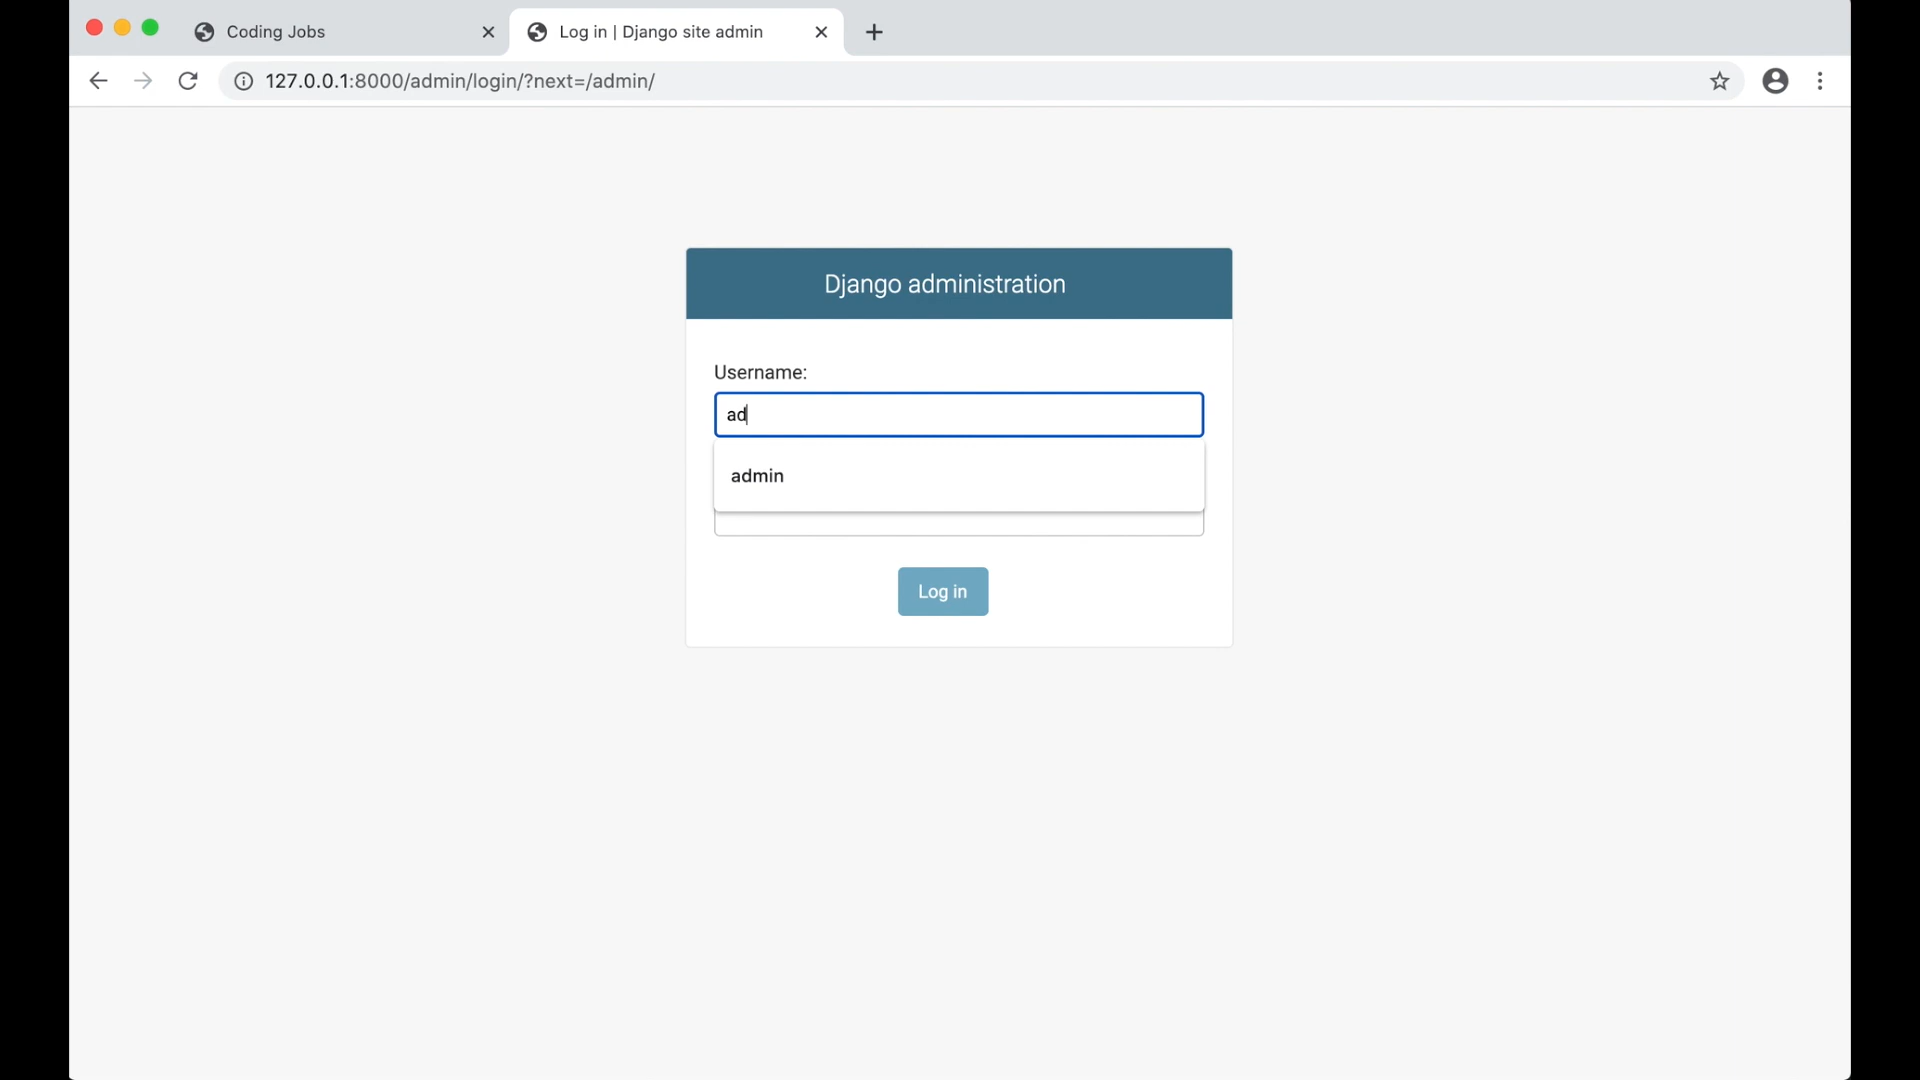 Coding Jobs
Log in | Django site admin
127.0.0.1:8000/admin/login/?next=/admin/
Django administration
Username:
ad
admin
Log in